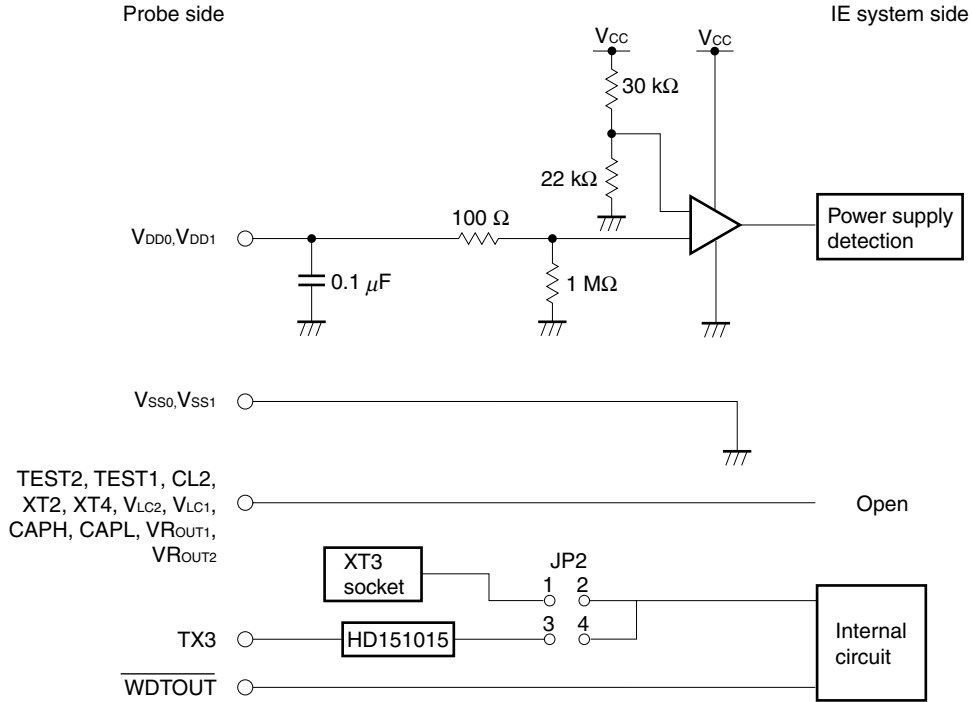 Probe side
IE system side
VCC
VCC
30 kΩ
22 kΩ
100 Ω
Power supply
detection
VDD0,VDD1
0.1 μF
1 MΩ
VSS0,VSS1
TEST2, TEST1, CL2,
XT2, XT4, VLC2, VLC1,
CAPH, CAPL, VROUT1,
VROUT2
Open
XT3
socket
JP2
1 2
3 4
TX3
HD151015
Internal
circuit
WDTOUT